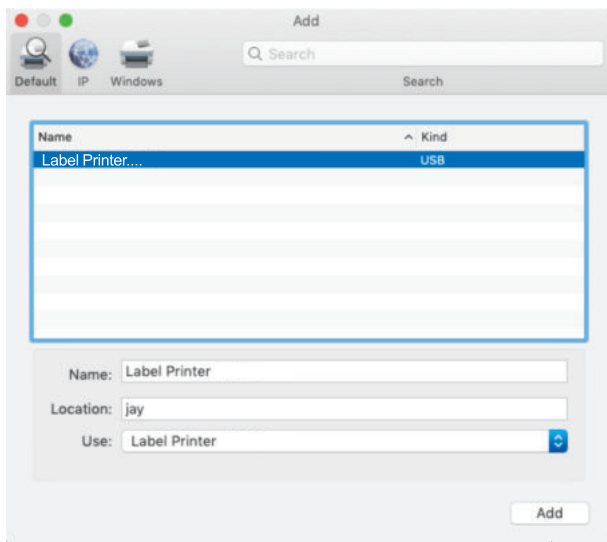 Add
Search
Default IP Windows Search
Name Kind
Label Printer.... USB
Name: Label Printer
Location: jay
Use: Label Printer
Add